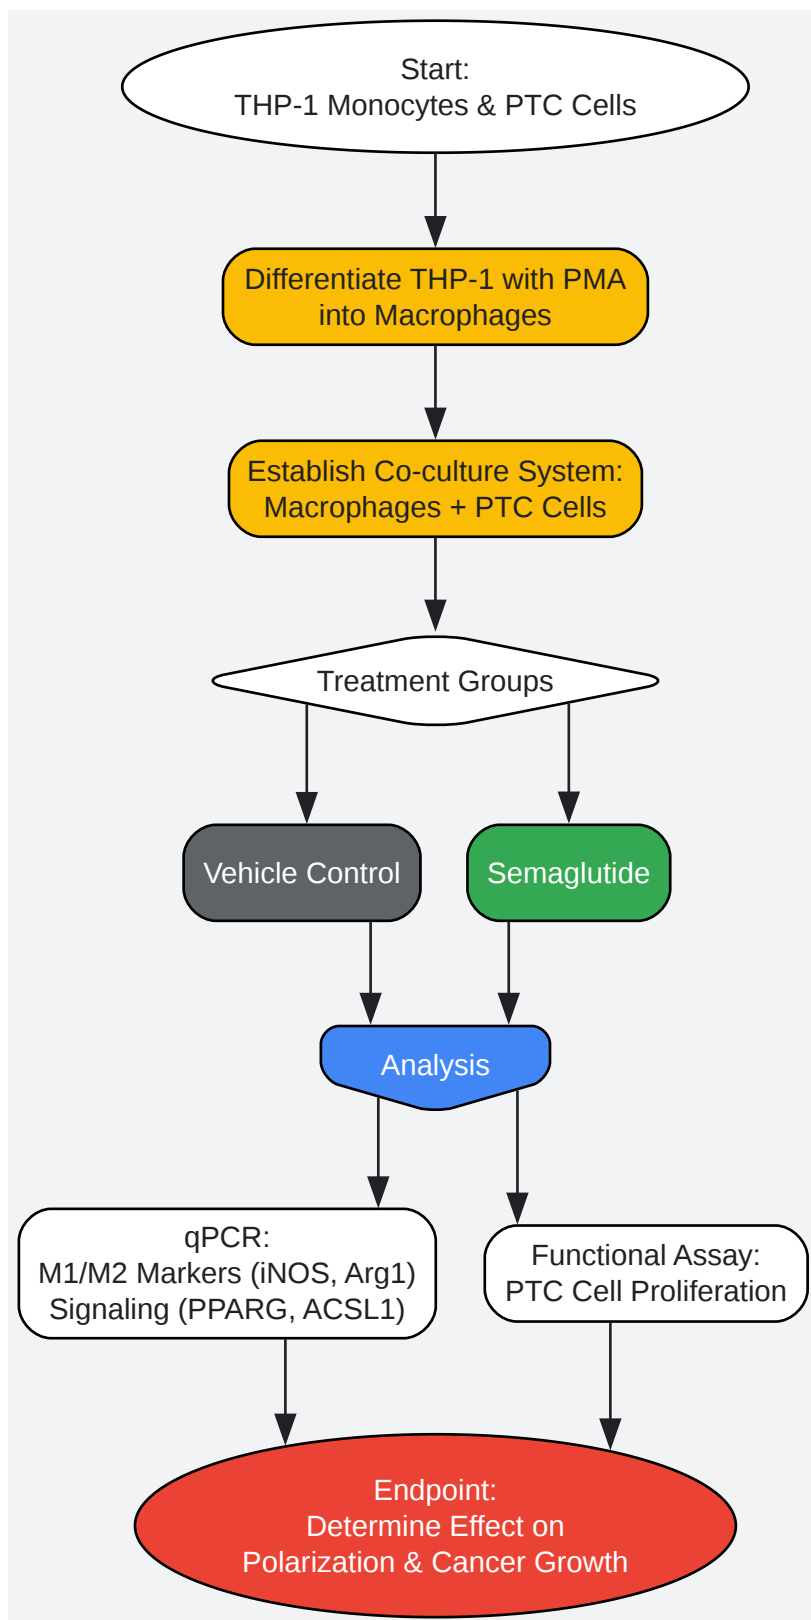 Start:
THP-1 Monocytes & PTC Cells
Differentiate THP-1 with PMA
into Macrophages
Establish Co-culture System:
Macrophages + PTC Cells
Treatment Groups
Vehicle Control
Semaglutide
Analysis
qPCR:
M1/M2 Markers (iNOS, Arg1)
Signaling (PPARG, ACSL1)
Functional Assay:
PTC Cell Proliferation
Endpoint:
Determine Effect on
Polarization & Cancer Growth